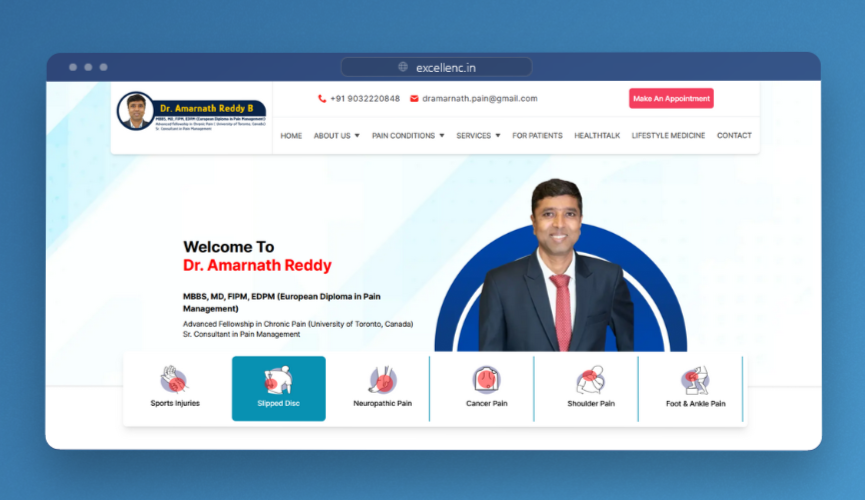 excellenc.in
Dr. Amarnath Reddy B
MBBS, MD, FIPM, EDPM (European Diploma in Pain Management)
Advanced Fellowship in Chronic Pain ( University of Toronto, Canada)
Sr. Consultant in Pain Management
+91 9032220848 dramarnath.pain@gmail.com
Make An Appointment
HOME ABOUT US PAIN CONDITIONS SERVICES FOR PATIENTS HEALTHTALK LIFESTYLE MEDICINE CONTACT
Welcome To
Dr. Amarnath Reddy
MBBS, MD, FIPM, EDPM (European Diploma in Pain
Management)
Advanced Fellowship in Chronic Pain (University of Toronto, Canada)
Sr. Consultant in Pain Management
Sports Injuries
Slipped Disc
Neuropathic Pain
Cancer Pain
Shoulder Pain
Foot & Ankle Pain